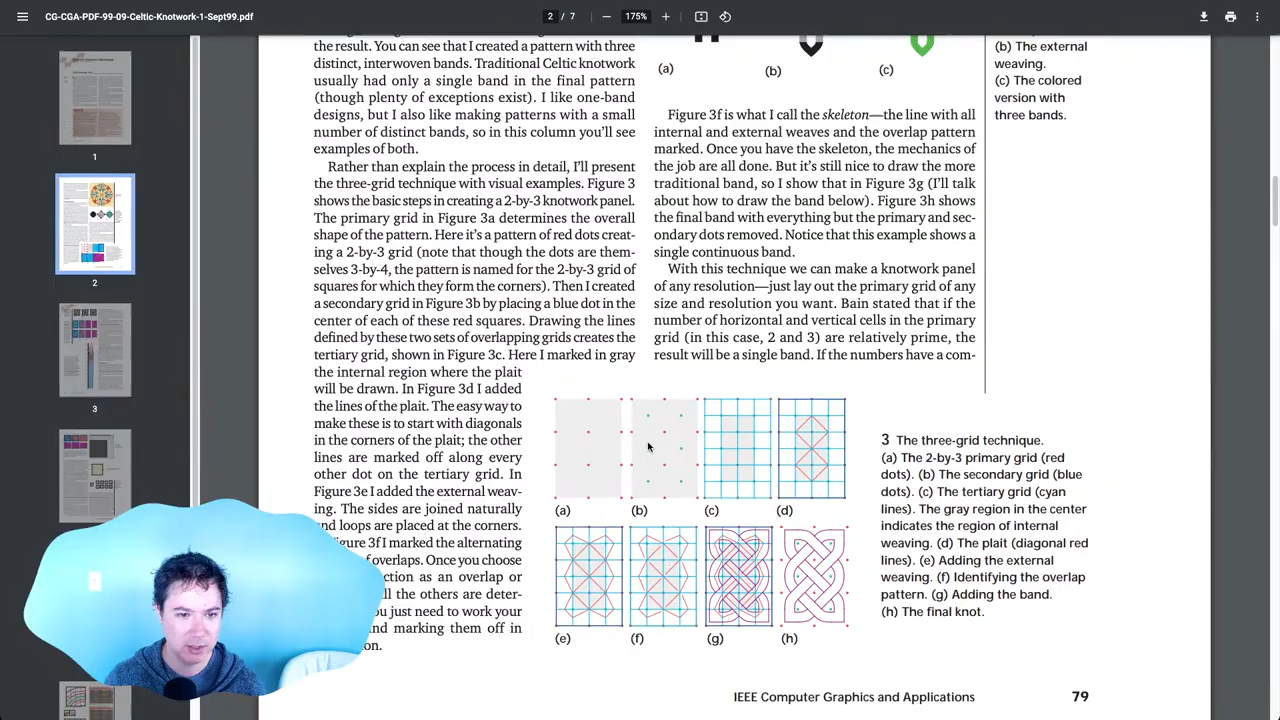 CG-CGA-PDF-99-09-Celtic-Knotwork-1-Sept99.pdf
2 / 7
175%
1
2
3
the result. You can see that I created a pattern with three
distinct, interwoven bands. Traditional Celtic knotwork
usually had only a single band in the final pattern
(though plenty of exceptions exist). I like one-band
designs, but I also like making patterns with a small
number of distinct bands, so in this column you'll see
examples of both.
Rather than explain the process in detail, I'll present
the three-grid technique with visual examples. Figure 3
shows the basic steps in creating a 2-by-3 knotwork panel.
The primary grid in Figure 3a determines the overall
shape of the pattern. Here it's a pattern of red dots creat-
ing a 2-by-3 grid (note that though the dots are them-
selves 3-by-4, the pattern is named for the 2-by-3 grid of
squares for which they form the corners). Then I created
a secondary grid in Figure 3b by placing a blue dot in the
center of each of these red squares. Drawing the lines
defined by these two sets of overlapping grids creates the
tertiary grid, shown in Figure 3c. Here I marked in gray
the internal region where the plait
will be drawn. In Figure 3d I added
the lines of the plait. The easy way to
make these is to start with diagonals
in the corners of the plait; the other
lines are marked off along every
other dot on the tertiary grid. In
Figure 3e I added the external weav-
ing. The sides are joined naturally
and loops are placed at the corners.
Figure 3f I marked the alternating
of overlaps. Once you choose
ction as an overlap or
ll the others are deter-
ou just need to work your
nd marking them off in
on.
(a)
(b)
(c)
Figure 3f is what I call the skeleton—the line with all
internal and external weaves and the overlap pattern
marked. Once you have the skeleton, the mechanics of
the job are all done. But it's still nice to draw the more
traditional band, so I show that in Figure 3g (I'll talk
about how to draw the band below). Figure 3h shows
the final band with everything but the primary and sec-
ondary dots removed. Notice that this example shows a
single continuous band.
With this technique we can make a knotwork panel
of any resolution—just lay out the primary grid of any
size and resolution you want. Bain stated that if the
number of horizontal and vertical cells in the primary
grid (in this case, 2 and 3) are relatively prime, the
result will be a single band. If the numbers have a com-
(b) The external
weaving.
(c) The colored
version with
three bands.
(a)
(b)
(c)
(d)
(e)
(f)
(g)
(h)
3 The three-grid technique.
(a) The 2-by-3 primary grid (red
dots). (b) The secondary grid (blue
dots). (c) The tertiary grid (cyan
lines). The gray region in the center
indicates the region of internal
weaving. (d) The plait (diagonal red
lines). (e) Adding the external
weaving. (f) Identifying the overlap
pattern. (g) Adding the band.
(h) The final knot.
IEEE Computer Graphics and Applications 79